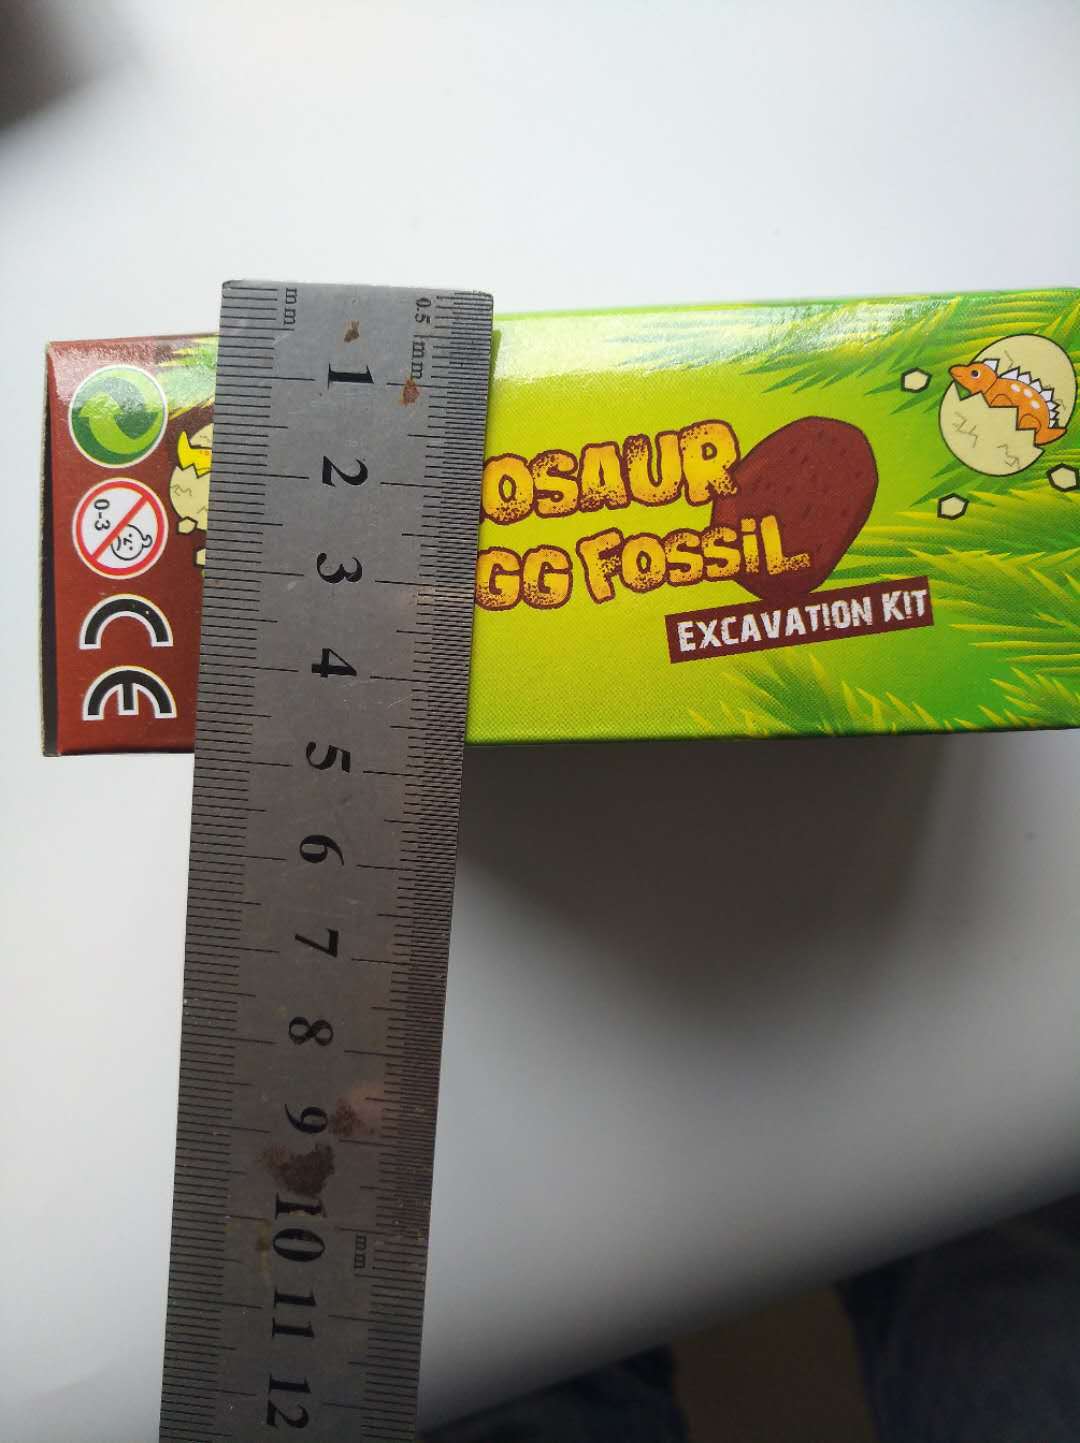 mm
0.5 mm
1
2
3
4
5
6
7
8
9
10
mm
11
12
0-3
CE
OSAUR
GG FOSSiL
EXCAVATION KIT